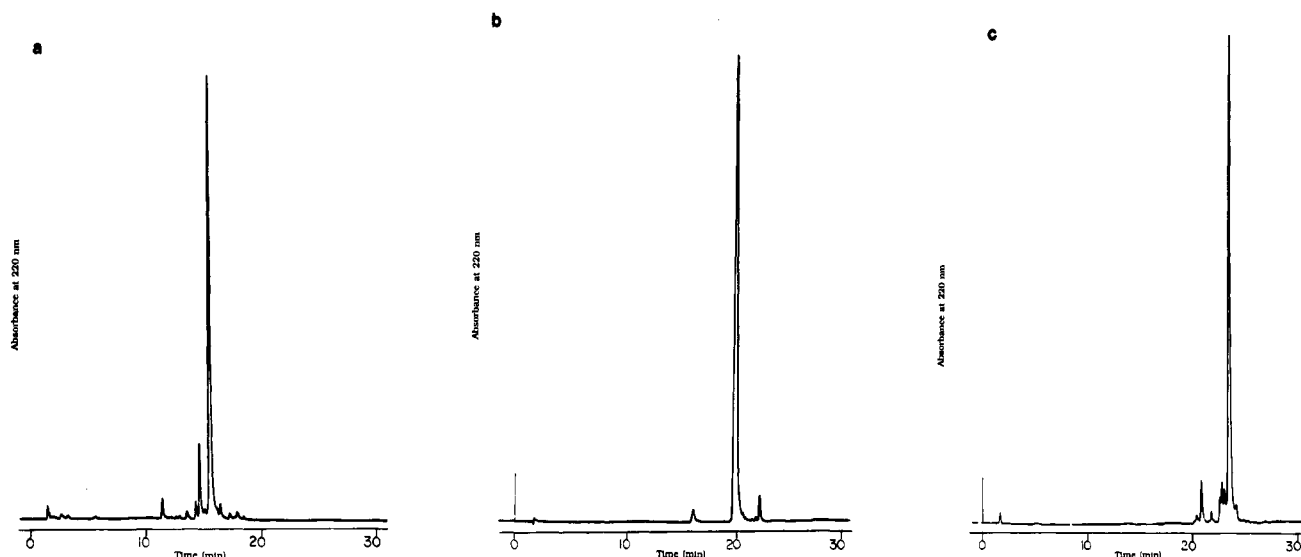 a
Absorbance at 220 nm
10 20 30
Time (min)
b
Absorbance at 220 nm
0 10 20 30
Time (min)
c
Absorbance at 220 nm
0 10 20 30
Time (min)